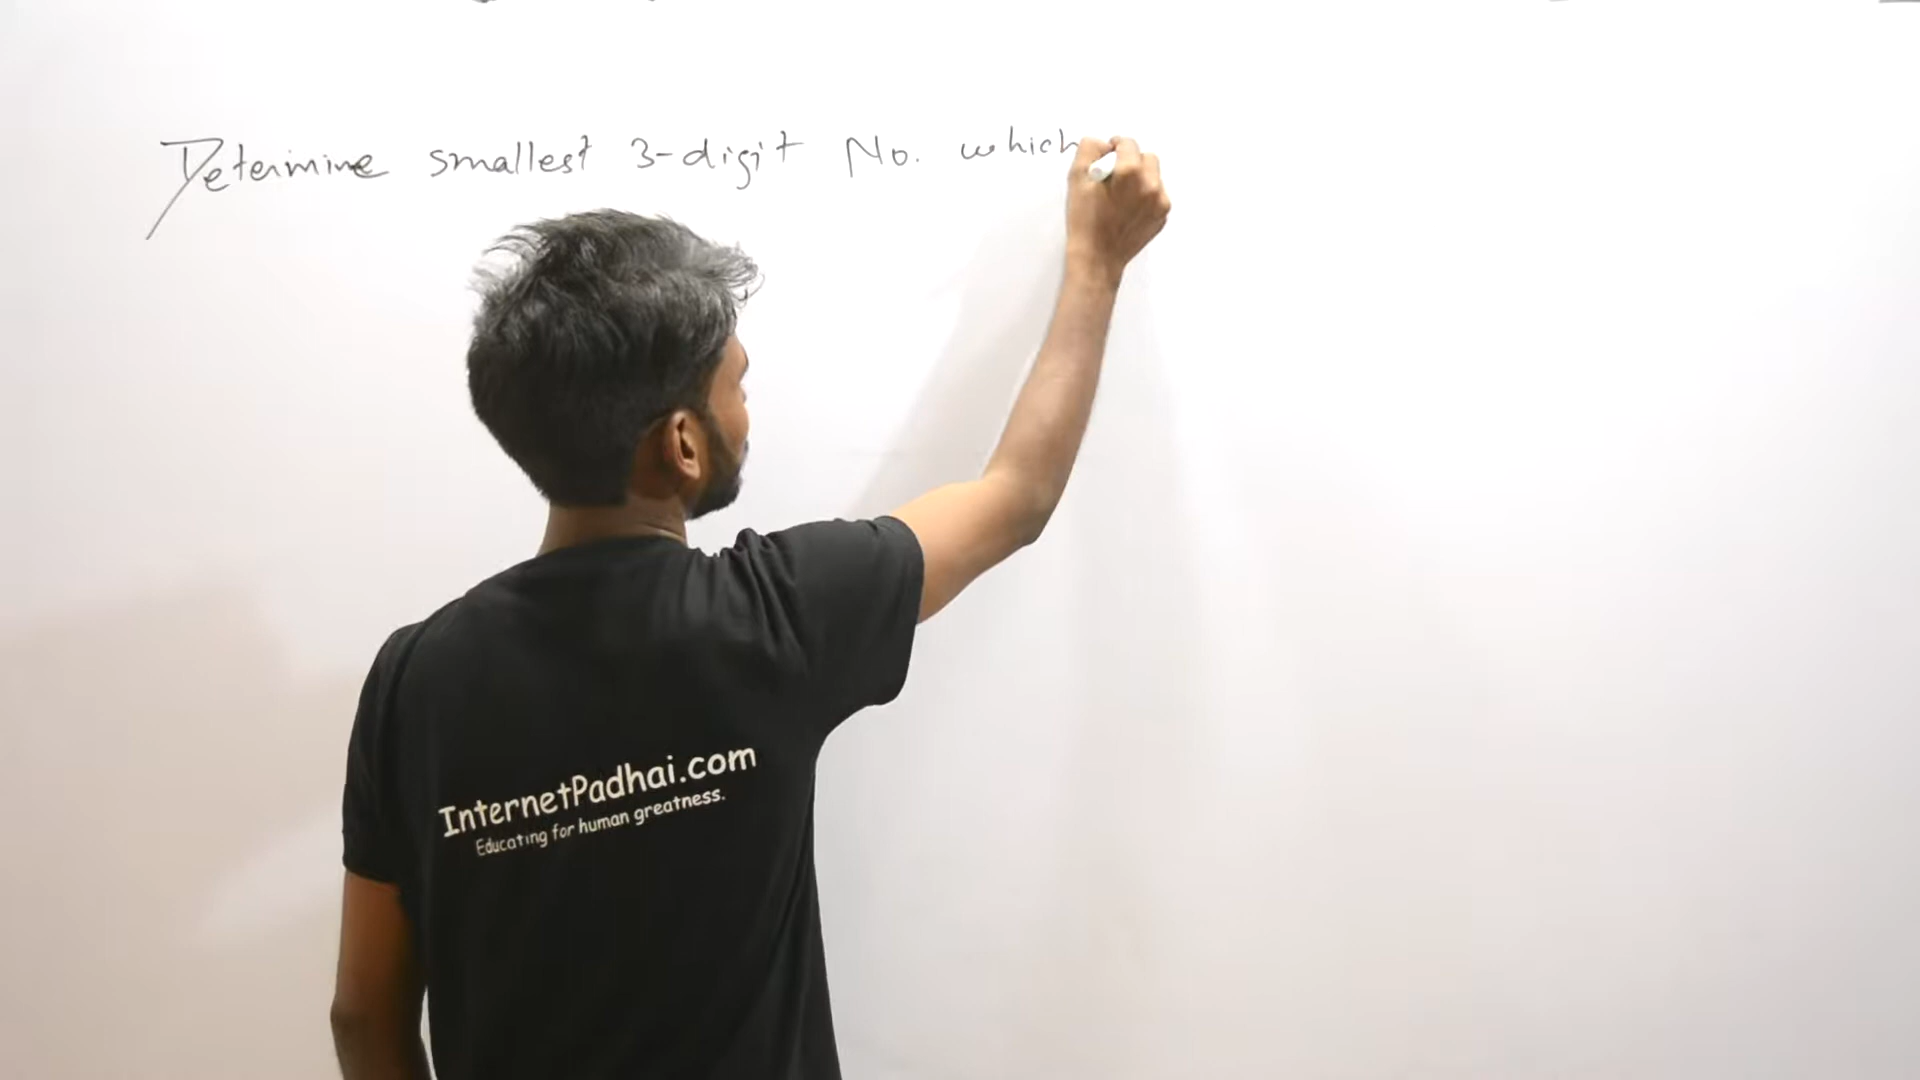 Determine smallest 3-digit No. which
InternetPadhai.com
Educating for human greatness.